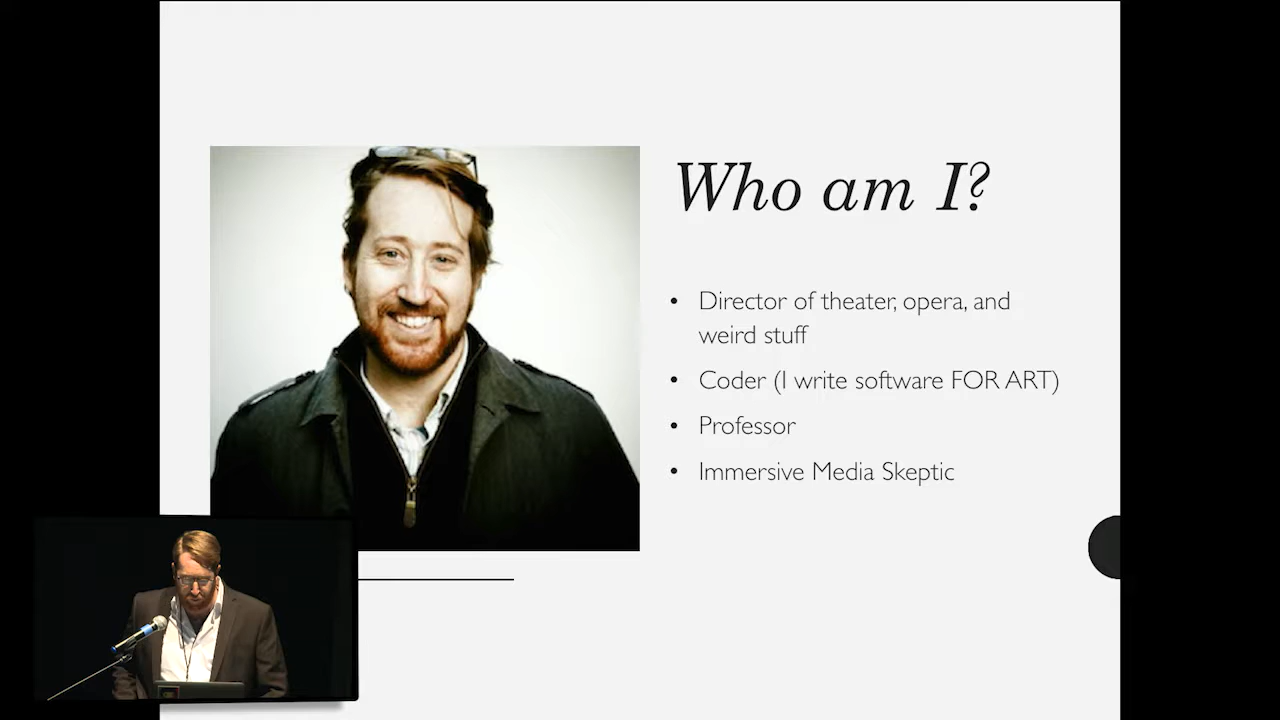 Who am I?
• Director of theater, opera, and
weird stuff
• Coder (I write software FOR ART)
• Professor
• Immersive Media Skeptic